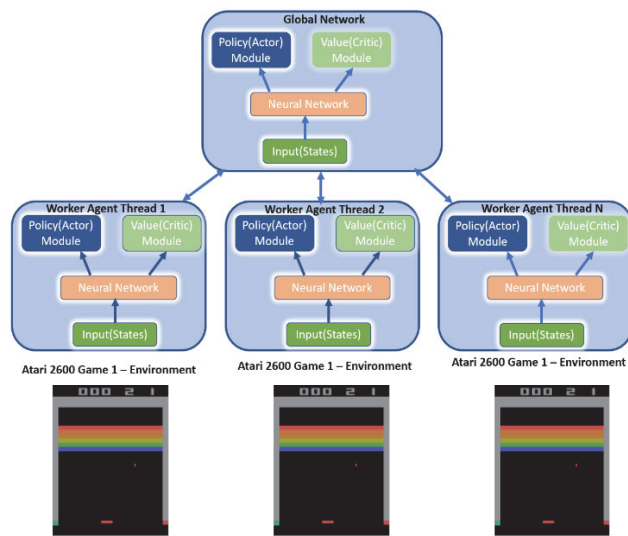 Global Network
Policy(Actor)
Module
Value(Critic)
Module
Neural Network
Input(States)
Worker Agent Thread 1
Policy(Actor)
Module
Value(Critic)
Module
Neural Network
Input(States)
Worker Agent Thread 2
Policy(Actor)
Module
Value(Critic)
Module
Neural Network
Input(States)
Worker Agent Thread N
Policy(Actor)
Module
Value(Critic)
Module
Neural Network
Input(States)
Atari 2600 Game 1 – Environment
Atari 2600 Game 1 – Environment
Atari 2600 Game 1 – Environment
000 2 1
000 2 1
000 2 1